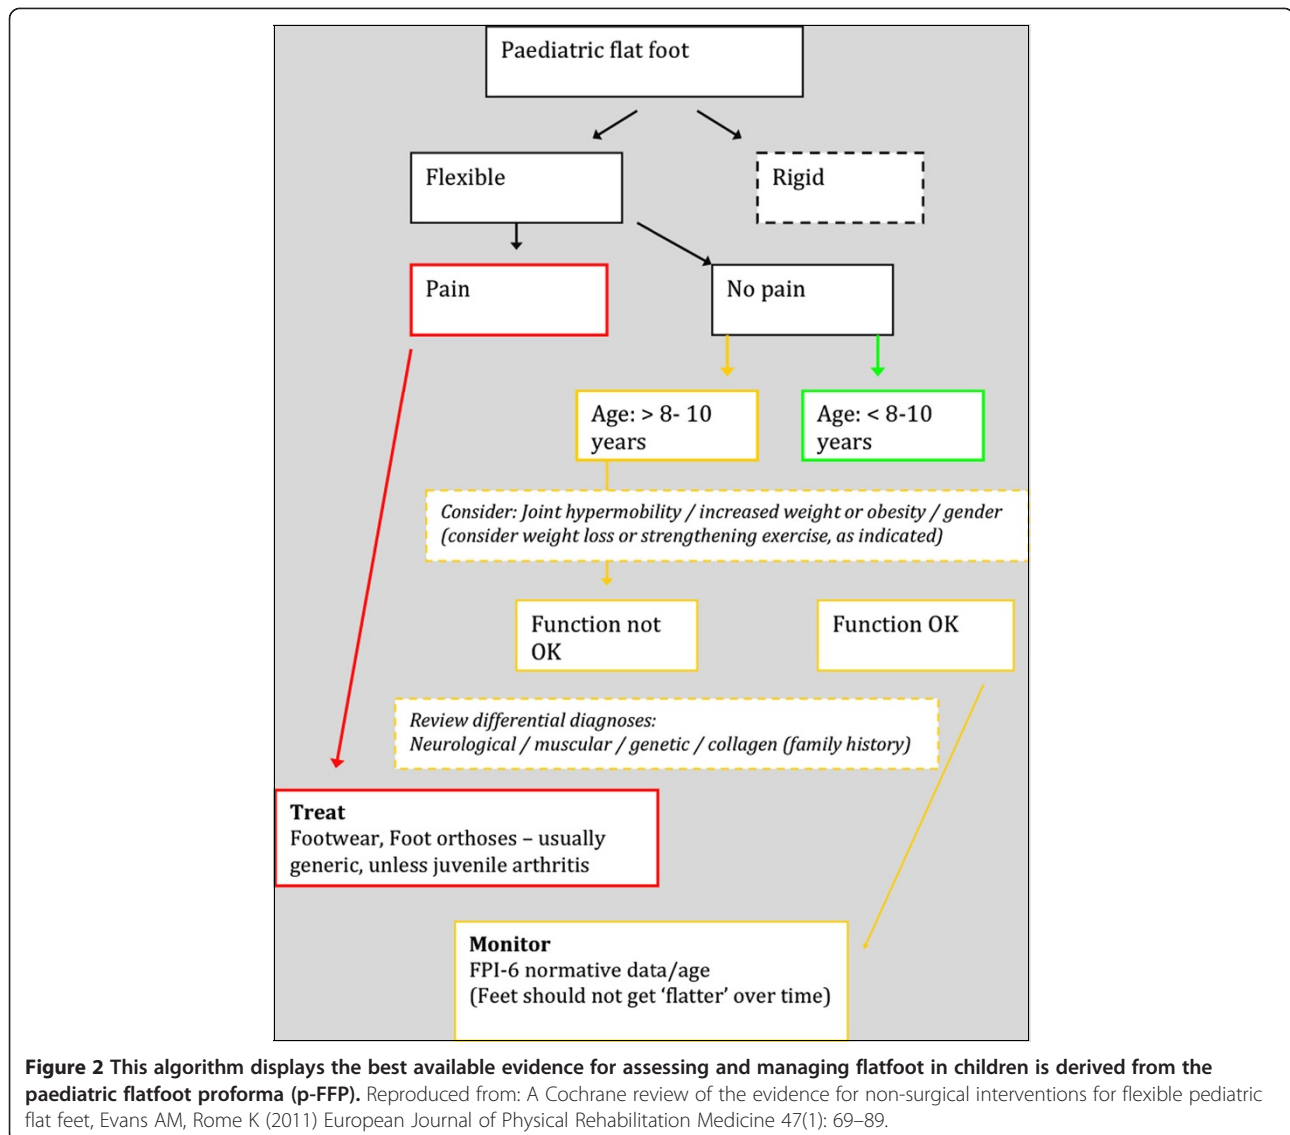 Paediatric flat foot
Flexible
Rigid
Pain
No pain
Age: > 8- 10
years
Age: < 8-10
years
Consider: Joint hypermobility / increased weight or obesity / gender
(consider weight loss or strengthening exercise, as indicated)
Function not
OK
Function OK
Review differential diagnoses:
Neurological / muscular / genetic / collagen (family history)
Treat
Footwear, Foot orthoses – usually
generic, unless juvenile arthritis
Monitor
FPI-6 normative data/age
(Feet should not get ‘flatter’ over time)
Figure 2 This algorithm displays the best available evidence for assessing and managing flatfoot in children is derived from the
paediatric flatfoot proforma (p-FFP). Reproduced from: A Cochrane review of the evidence for non-surgical interventions for flexible pediatric
flat feet, Evans AM, Rome K (2011) European Journal of Physical Rehabilitation Medicine 47(1): 69–89.